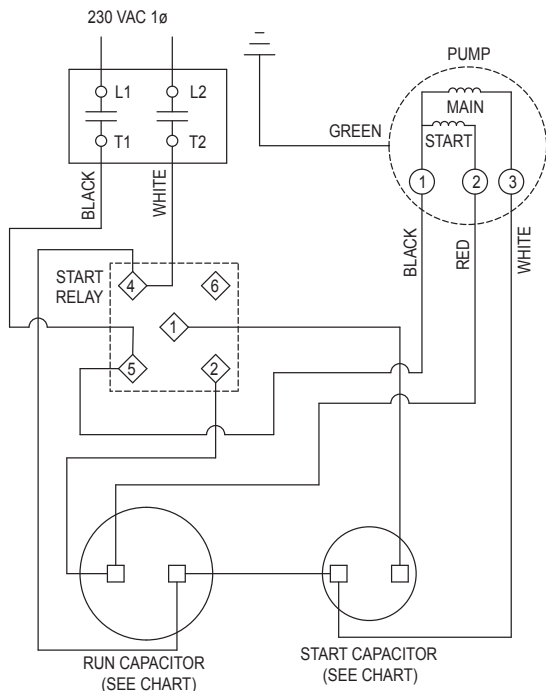 230 VAC 1ø
L1
L2
T1
T2
BLACK
WHITE
GREEN
PUMP
MAIN
START
1
2
3
BLACK
RED
WHITE
START
RELAY
4
6
1
5
2
RUN CAPACITOR
(SEE CHART)
START CAPACITOR
(SEE CHART)